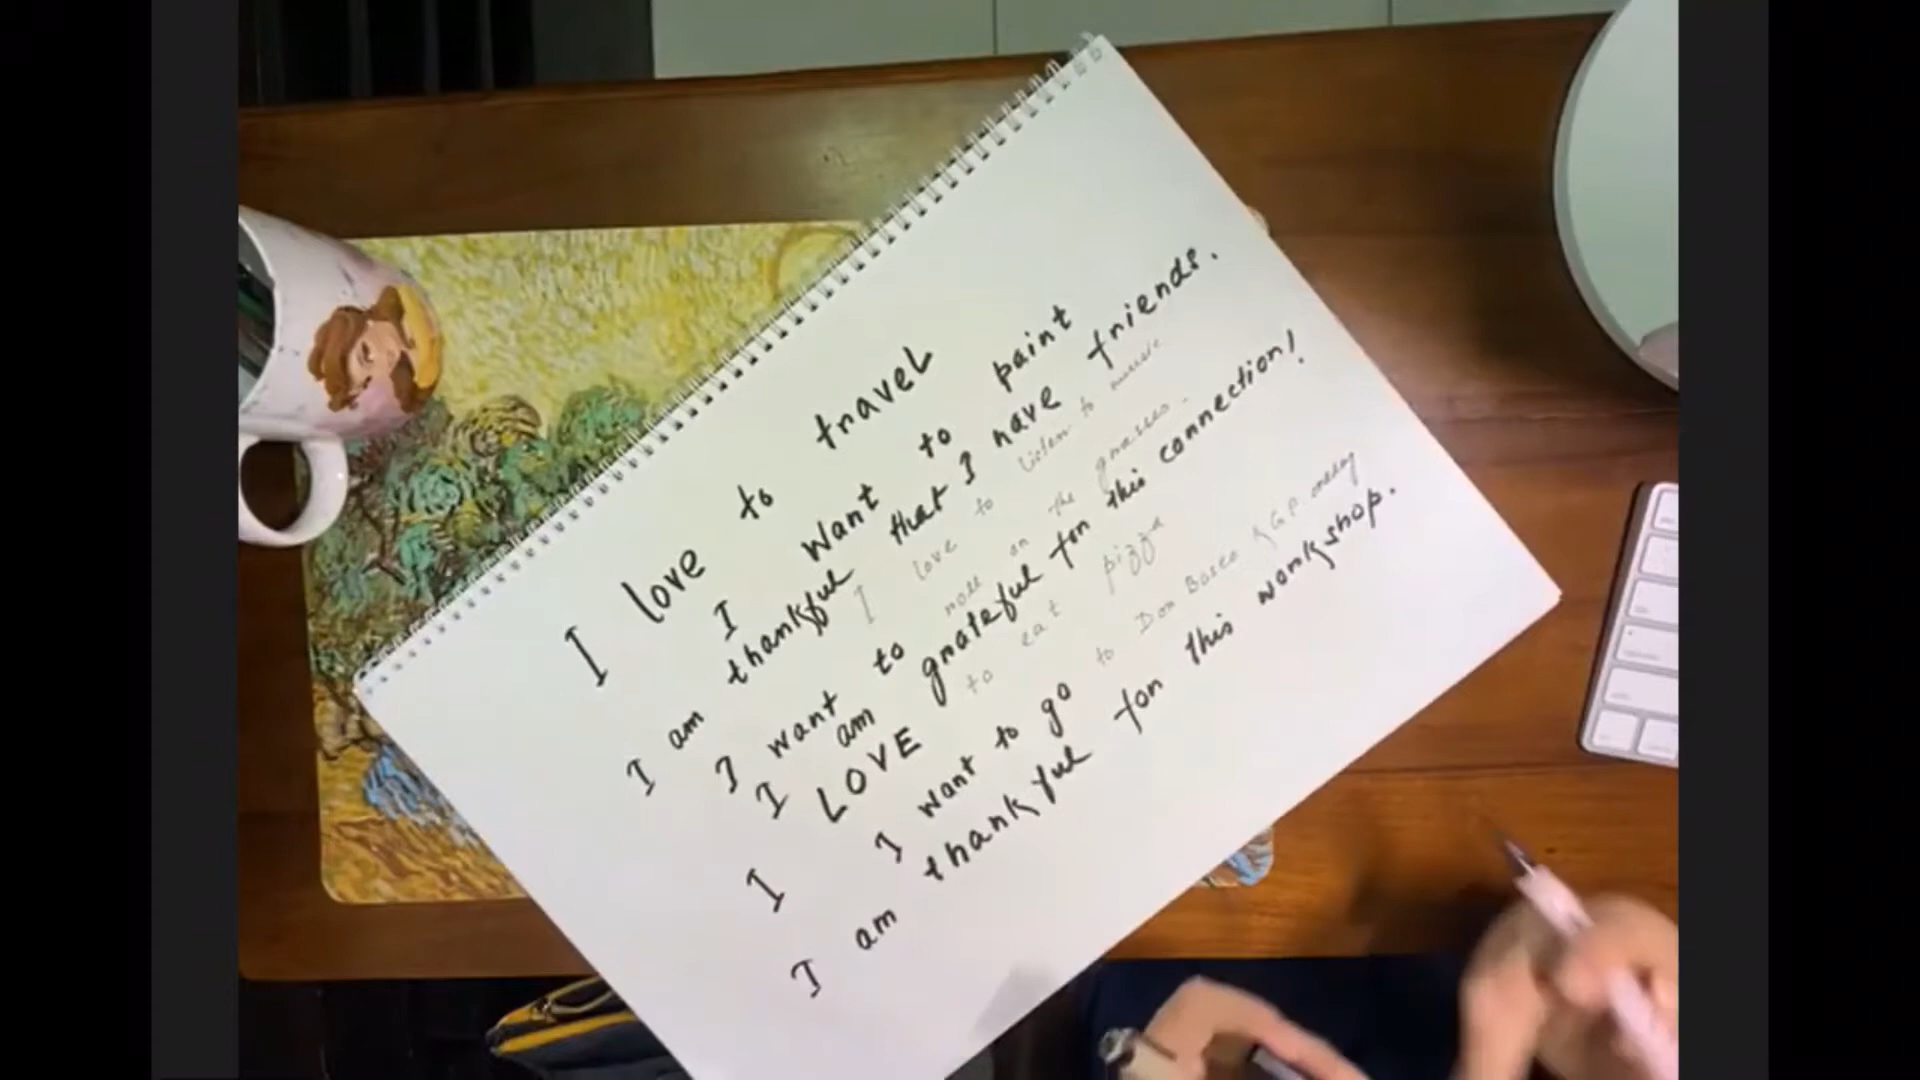 I love to travel
I want to paint
I am thankful that I have friends.
I love to listen to music
I want to roll on the grasses.
I am grateful for this connection!
I LOVE to eat pizza
I want to go to Don Bosco & GP
I am thankful for this workshop.